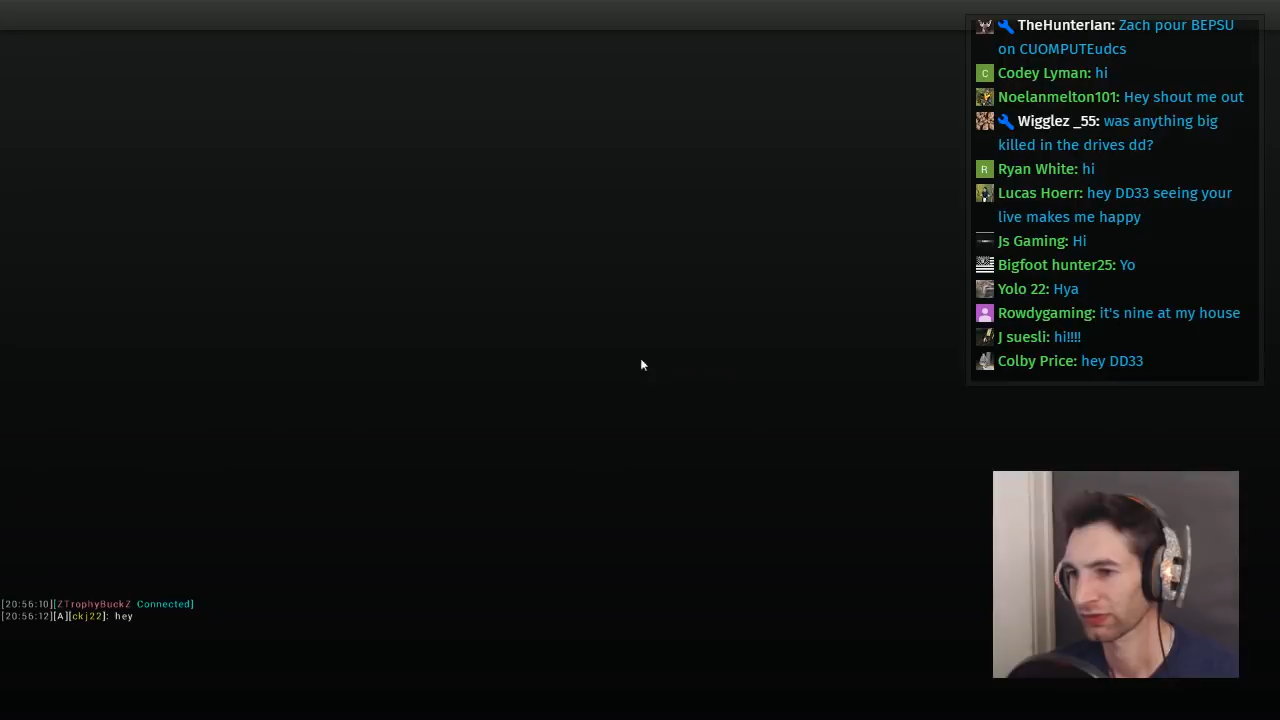 TheHunterIan: Zach pour BEPSU
on CUOMPUTEudcs
C Codey Lyman: hi
Noelanmelton101: Hey shout me out
Wigglez _55: was anything big
killed in the drives dd?
R Ryan White: hi
Lucas Hoerr: hey DD33 seeing your
live makes me happy
Js Gaming: Hi
Bigfoot hunter25: Yo
Yolo 22: Hya
Rowdygaming: it's nine at my house
J suesli: hi!!!!
Colby Price: hey DD33
[20:56:10][ZTrophyBuckZ Connected]
[20:56:12][A][ckj22]: hey